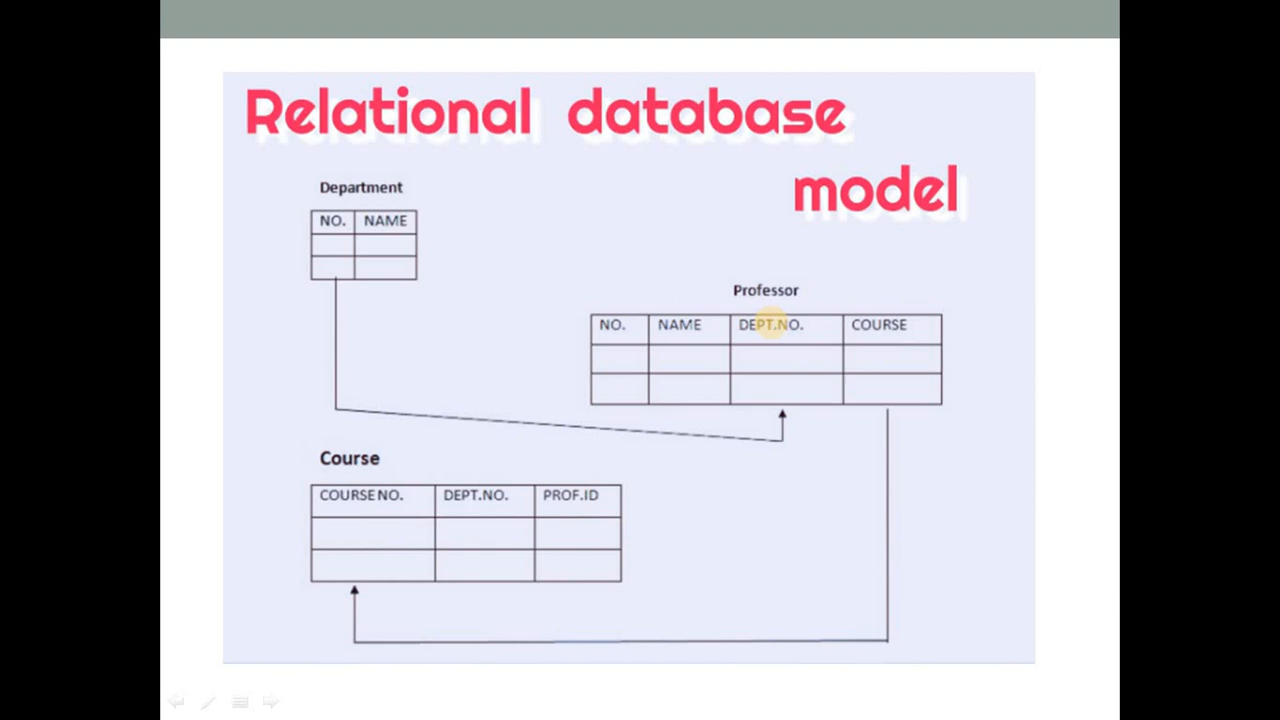 Relational database
model
Department
NO. NAME
Professor
NO. NAME DEPT.NO. COURSE
Course
COURSE NO. DEPT.NO. PROF.ID